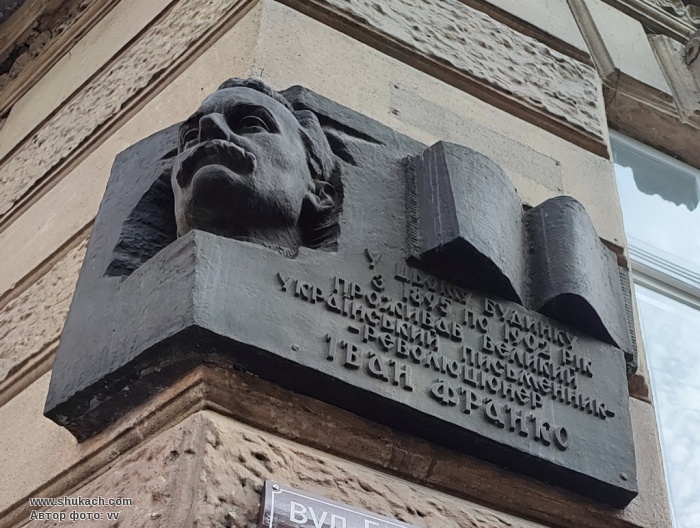 У ЦЬОМУ БУДИНКУ
З 1895 ПО 1902 РІК
ПРОЖИВАВ ВЕЛИКИЙ
УКРАЇНСЬКИЙ ПИСЬМЕННИК-
-РЕВОЛЮЦІОНЕР
ІВАН ФРАНКО
www.shukach.com
Автор фото: vv
ВУЛ.